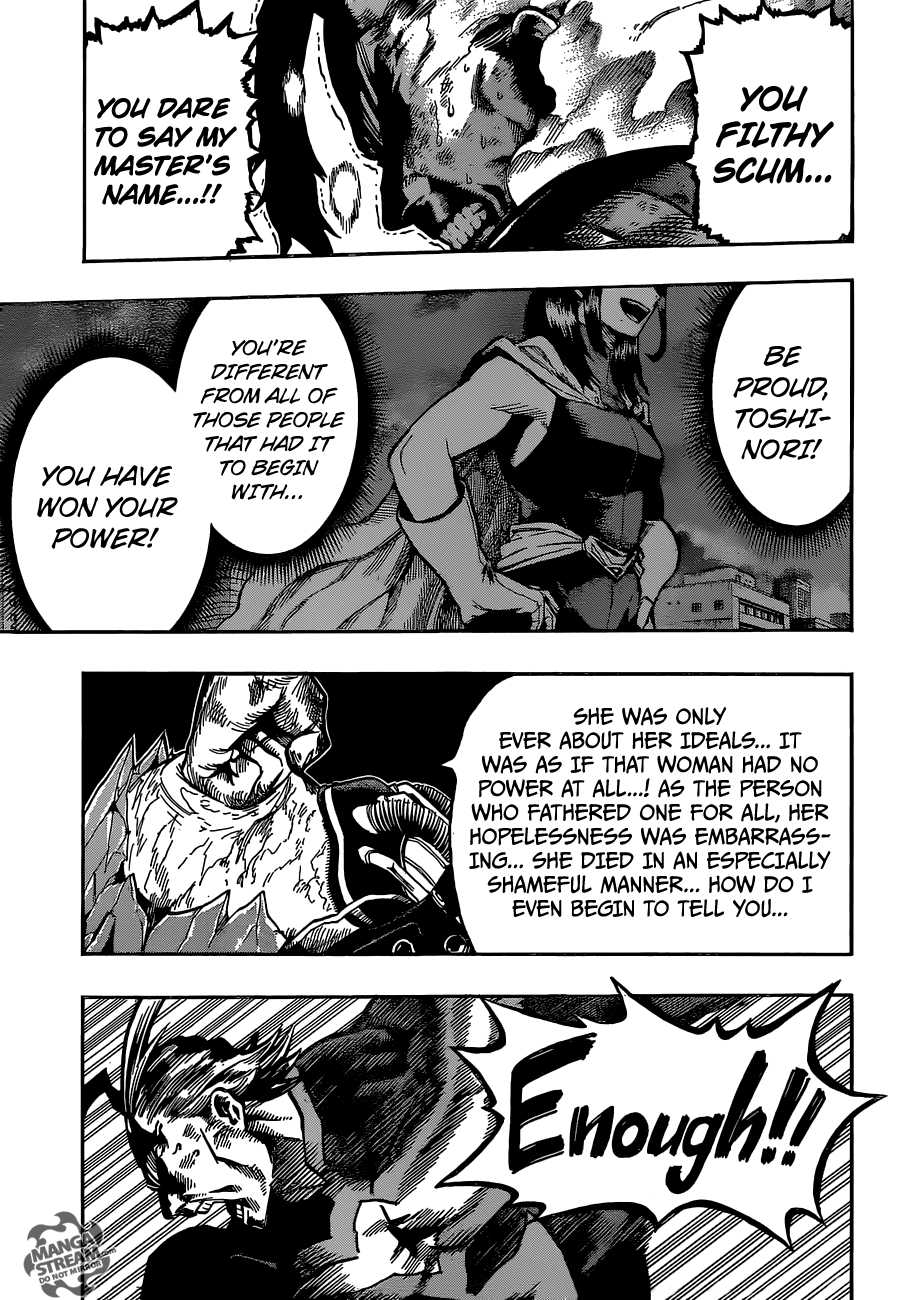 YOU
FILTHY
SCUM...
YOU DARE
TO SAY MY
MASTER'S
NAME...!!
BE
PROUD,
TOSHI-
NORI!
YOU'RE
DIFFERENT
FROM ALL OF
THOSE PEOPLE
THAT HAD IT
TO BEGIN
WITH...
YOU HAVE
WON YOUR
POWER!
SHE WAS ONLY
EVER ABOUT HER IDEALS... IT
WAS AS IF THAT WOMAN HAD NO
POWER AT ALL...! AS THE PERSON
WHO FATHERED ONE FOR ALL, HER
HOPELESSNESS WAS EMBARRASS-
ING... SHE DIED IN AN ESPECIALLY
SHAMEFUL MANNER... HOW DO I
EVEN BEGIN TO TELL YOU...
Enough!!
MANGA
STREAM.com
DO NOT MIRROR!